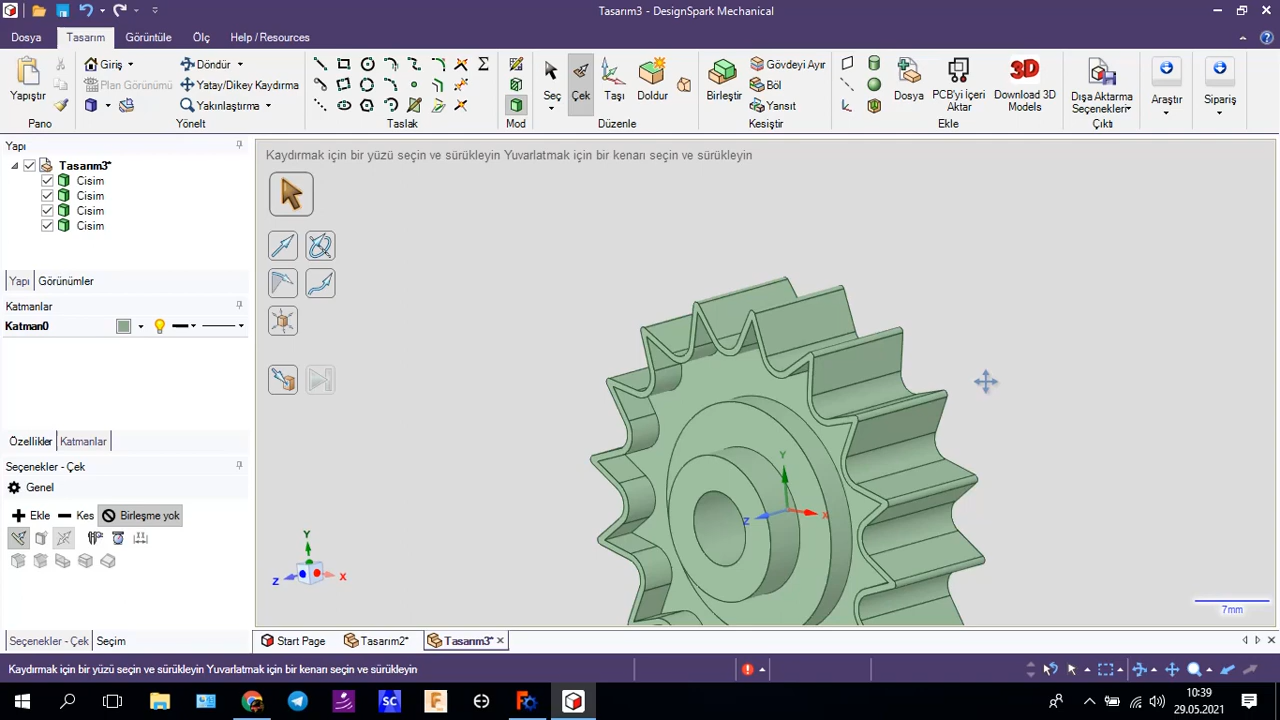 Tasarım3 - DesignSpark Mechanical
Dosya Tasarım Görüntüle Ölç Help / Resources
Yapıştır
Pano
Giriş
Plan Görünümü
Döndür
Yatay/Dikey Kaydırma
Yakınlaştırma
Yönelt
Taslak
Mod
Seç
Çek
Taşı
Doldur
Düzenle
Birleştir
Gövdeyi Ayır
Böl
Yansıt
Kesiştir
Dosya
PCB'yi İçeri Aktar
3D
Download 3D Models
Ekle
Dışa Aktarma Seçenekleri
Çıktı
Araştır
Sipariş
Yapı
Tasarım3*
Cisim
Cisim
Cisim
Cisim
Yapı Görünümler
Katmanlar
Katman0
Özellikler Katmanlar
Seçenekler - Çek
Genel
Ekle Kes Birleşme yok
Seçenekler - Çek Seçim
Kaydırmak için bir yüzü seçin ve sürükleyin Yuvarlatmak için bir kenarı seçin ve sürükleyin
Y
Z
X
Y
Z
X
7mm
Start Page Tasarım2* Tasarım3*
Kaydırmak için bir yüzü seçin ve sürükleyin Yuvarlatmak için bir kenarı seçin ve sürükleyin
SC
F
10:39
29.05.2021